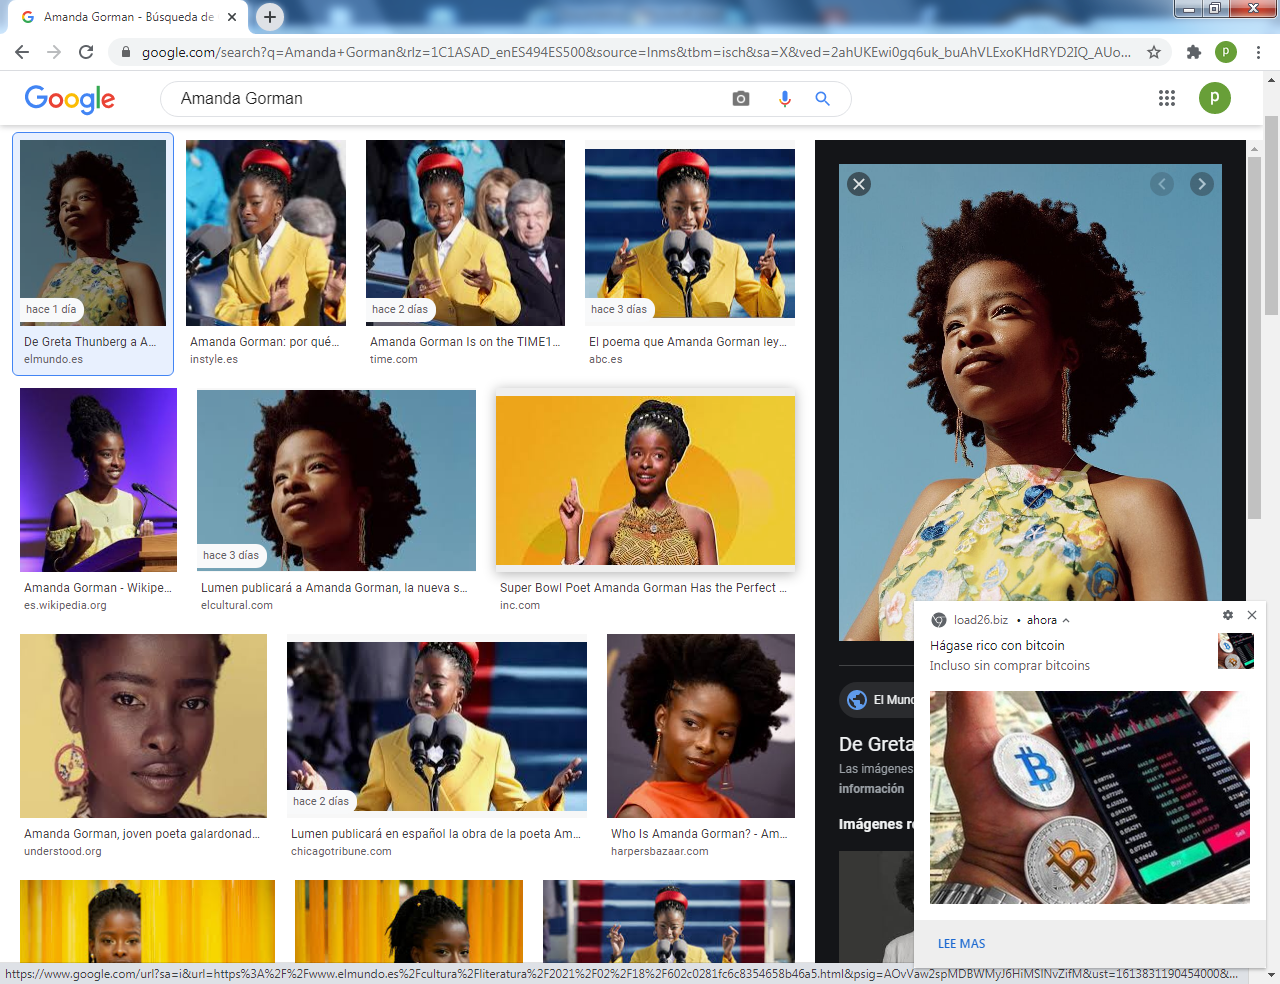 Amanda Gorman - Búsqueda de
google.com/search?q=Amanda+Gorman&rlz=1C1ASAD_enES494ES500&source=lnms&tbm=isch&sa=X&ved=2ahUKEwi0gq6uk_buAhVLExoKHdRYD2IQ_AUo...
p
Google
Amanda Gorman
p
hace 1 día
hace 2 días
hace 3 días
De Greta Thunberg a A...
elmundo.es
Amanda Gorman: por qué...
instyle.es
Amanda Gorman Is on the TIME1...
time.com
El poema que Amanda Gorman ley...
abc.es
hace 3 días
Amanda Gorman - Wikipe...
es.wikipedia.org
Lumen publicará a Amanda Gorman, la nueva s...
elcultural.com
Super Bowl Poet Amanda Gorman Has the Perfect ...
inc.com
hace 2 días
Amanda Gorman, joven poeta galardonad...
understood.org
Lumen publicará en español la obra de la poeta Am...
chicagotribune.com
Who Is Amanda Gorman? - Am...
harpersbazaar.com
El Mund
De Greta
Las imágenes
información
Imágenes re
load26.biz • ahora
Hágase rico con bitcoin
Incluso sin comprar bitcoins
Buy
Sell
LEE MAS
https://www.google.com/url?sa=i&url=https%3A%2F%2Fwww.elmundo.es%2Fcultura%2Fliteratura%2F2021%2F02%2F18%2F602c0281fc6c8354658b46a5.html&psig=AOvVaw2spMDBWMyJ6HiMSlNvZifM&ust=16138311904540008&...